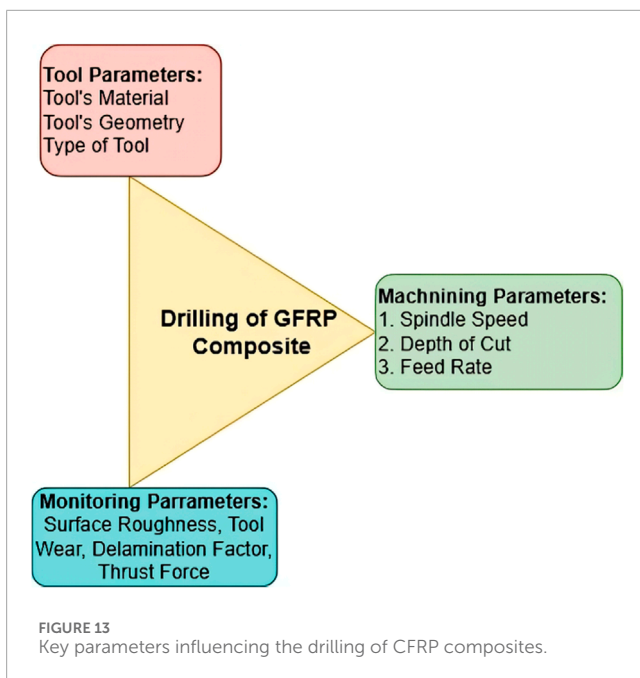 Tool Parameters:
Tool's Material
Tool's Geometry
Type of Tool
Drilling of GFRP
Composite
Machnining Parameters:
1. Spindle Speed
2. Depth of Cut
3. Feed Rate
Monitoring Parrameters:
Surface Roughness, Tool
Wear, Delamination Factor,
Thrust Force
FIGURE 13
Key parameters influencing the drilling of CFRP composites.